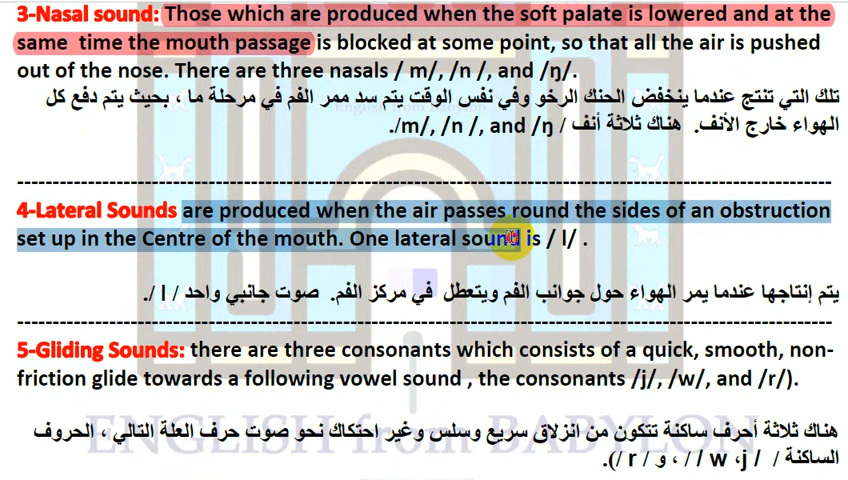 3-Nasal sound: Those which are produced when the soft palate is lowered and at the
same time the mouth passage is blocked at some point, so that all the air is pushed
out of the nose. There are three nasals / m/, /n /, and /ŋ/.
تلك التي تنتج عندما ينخفض الحنك الرخو وفي نفس الوقت يتم سد ممر الفم في مرحلة ما ، بحيث يتم دفع كل
الهواء خارج الأنف. هناك ثلاثة أنف / m/, /n /, and /ŋ/.
--------------------------------------------------------------------------------
4-Lateral Sounds are produced when the air passes round the sides of an obstruction
set up in the Centre of the mouth. One lateral sound is / l/ .
يتم إنتاجها عندما يمر الهواء حول جوانب الفم ويتعطل في مركز الفم. صوت جانبي واحد / l /.
--------------------------------------------------------------------------------
5-Gliding Sounds: there are three consonants which consists of a quick, smooth, non-
friction glide towards a following vowel sound , the consonants /j/, /w/, and /r/).
هناك ثلاثة أحرف ساكنة تتكون من انزلاق سريع وسلس وغير احتكاك نحو صوت حرف العلة التالي ، الحروف
الساكنة / j/ ، w / / ، و / r /).
ENGLISH from BABYLON